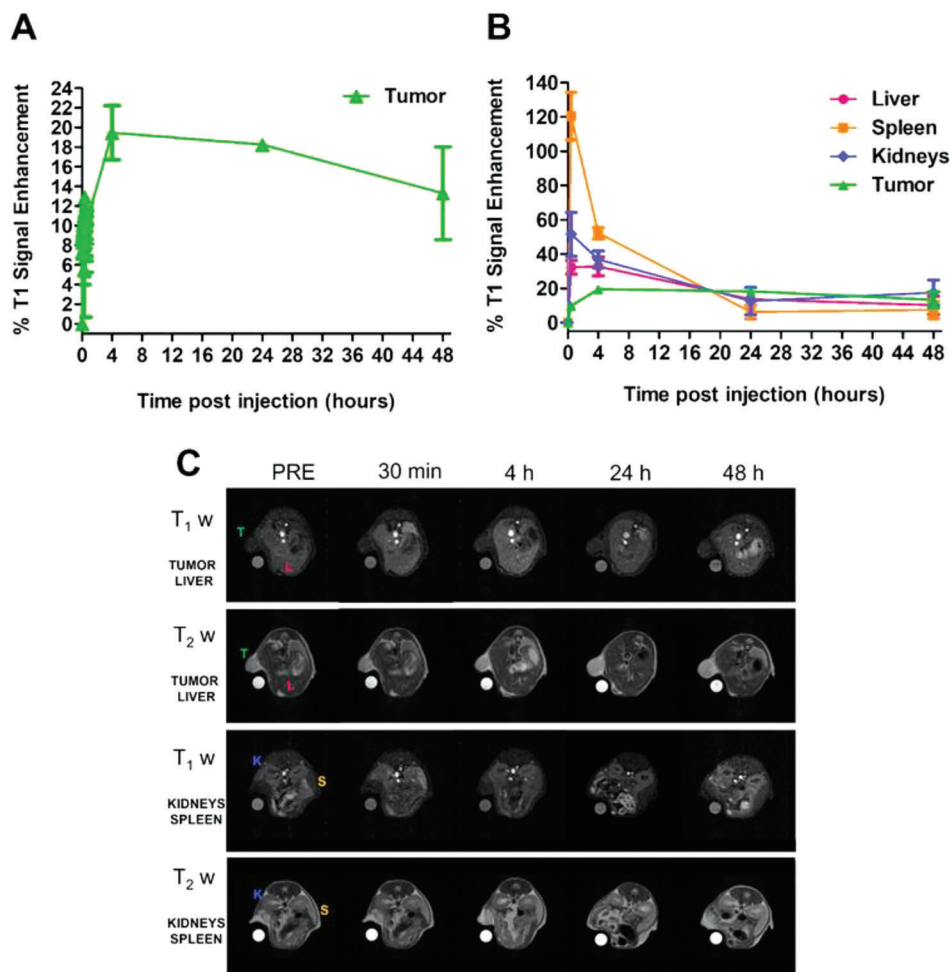 A
% T1 Signal Enhancement
24
22
20
18
16
14
12
10
8
6
4
2
0
Tumor
0 4 8 12 16 20 24 28 32 36 40 44 48
Time post injection (hours)
B
% T1 Signal Enhancement
140
120
100
80
60
40
20
0
Liver
Spleen
Kidneys
Tumor
0 4 8 12 16 20 24 28 32 36 40 44 48
Time post injection (hours)
C
PRE 30 min 4 h 24 h 48 h
T₁ w
TUMOR
LIVER
T
L
T₂ w
TUMOR
LIVER
T
L
T₁ w
KIDNEYS
SPLEEN
K
S
T₂ w
KIDNEYS
SPLEEN
K
S